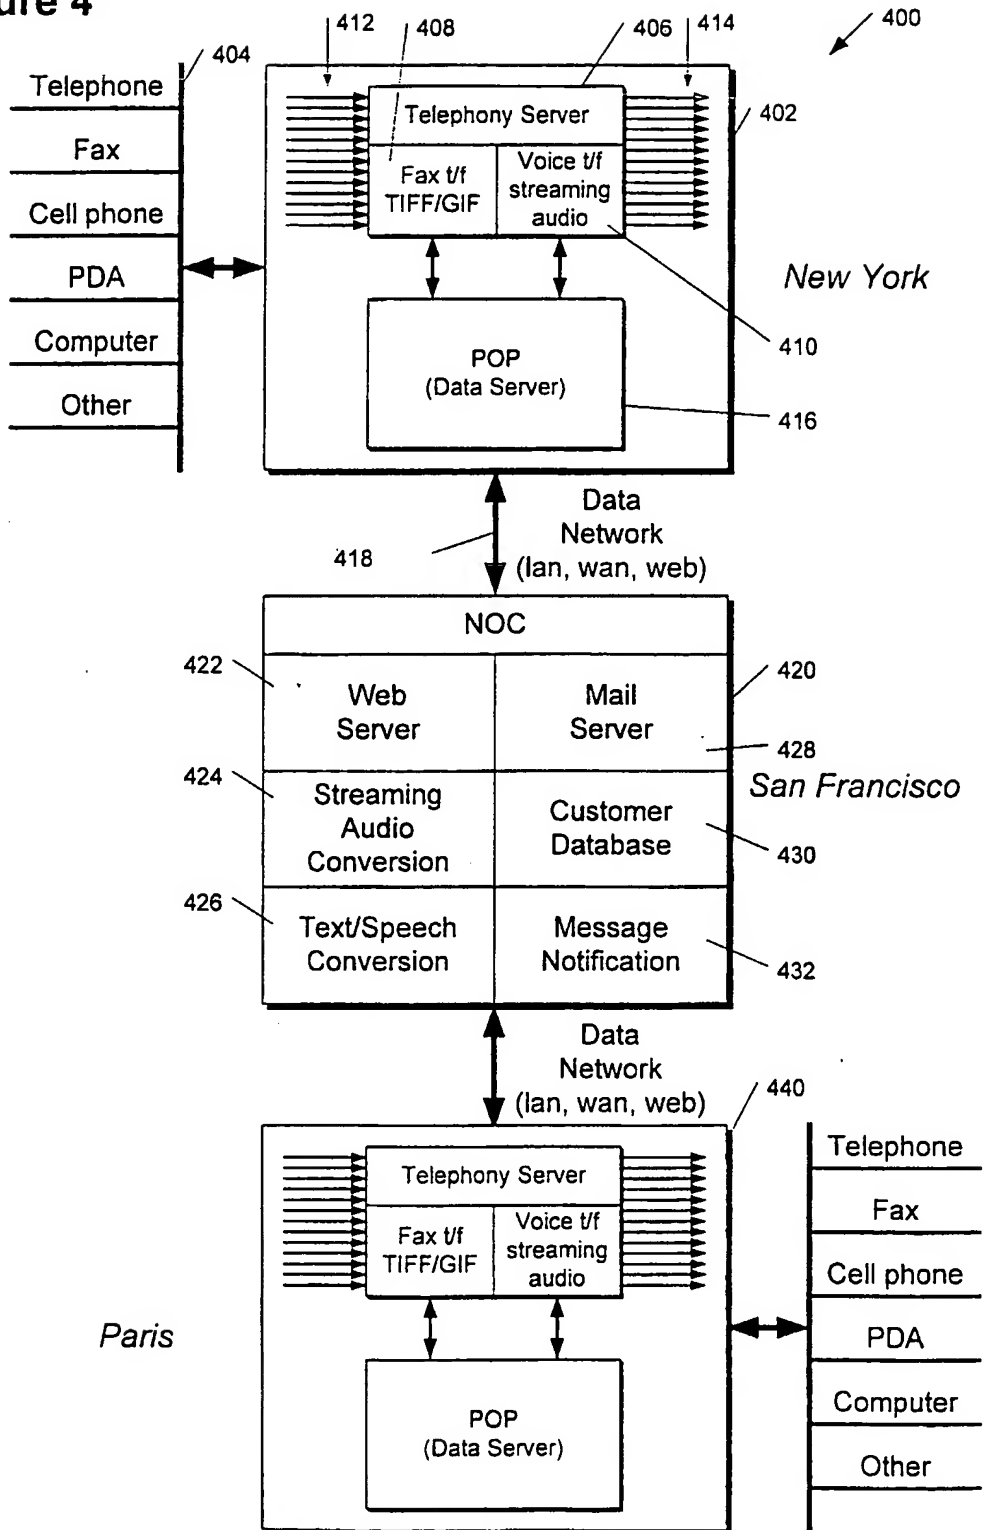 ure 4
412
408
406
414
400
404
402
Telephone
Fax
Cell phone
PDA
Computer
Other
Telephony Server
Fax t/f
TIFF/GIF
Voice t/f
streaming
audio
New York
410
POP
(Data Server)
416
418
Data
Network
(lan, wan, web)
NOC
422
Web
Server
Mail
Server
420
428
San Francisco
424
Streaming
Audio
Conversion
Customer
Database
430
426
Text/Speech
Conversion
Message
Notification
432
Data
Network
(lan, wan, web)
440
Telephony Server
Fax t/f
TIFF/GIF
Voice t/f
streaming
audio
Paris
POP
(Data Server)
Telephone
Fax
Cell phone
PDA
Computer
Other